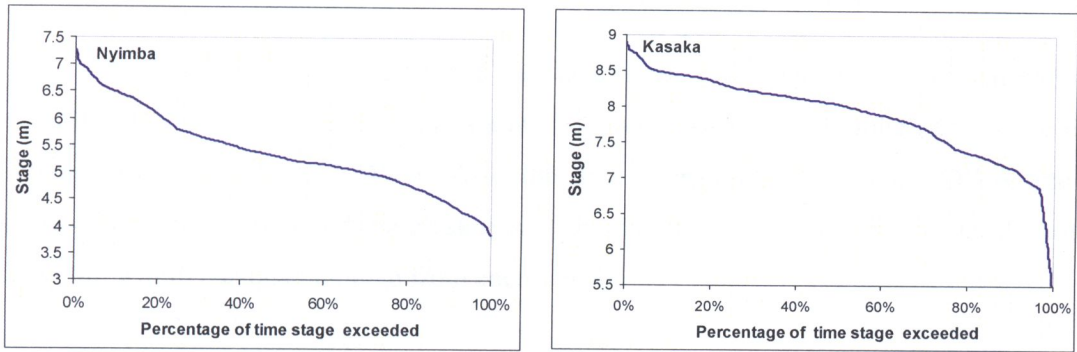 Nyimba
7.5
7
6.5
6
5.5
5
4.5
4
3.5
3
Stage (m)
0% 20% 40% 60% 80% 100%
Percentage of time stage exceeded
Kasaka
9
8.5
8
7.5
7
6.5
6
5.5
Stage (m)
0% 20% 40% 60% 80% 100%
Percentage of time stage exceeded